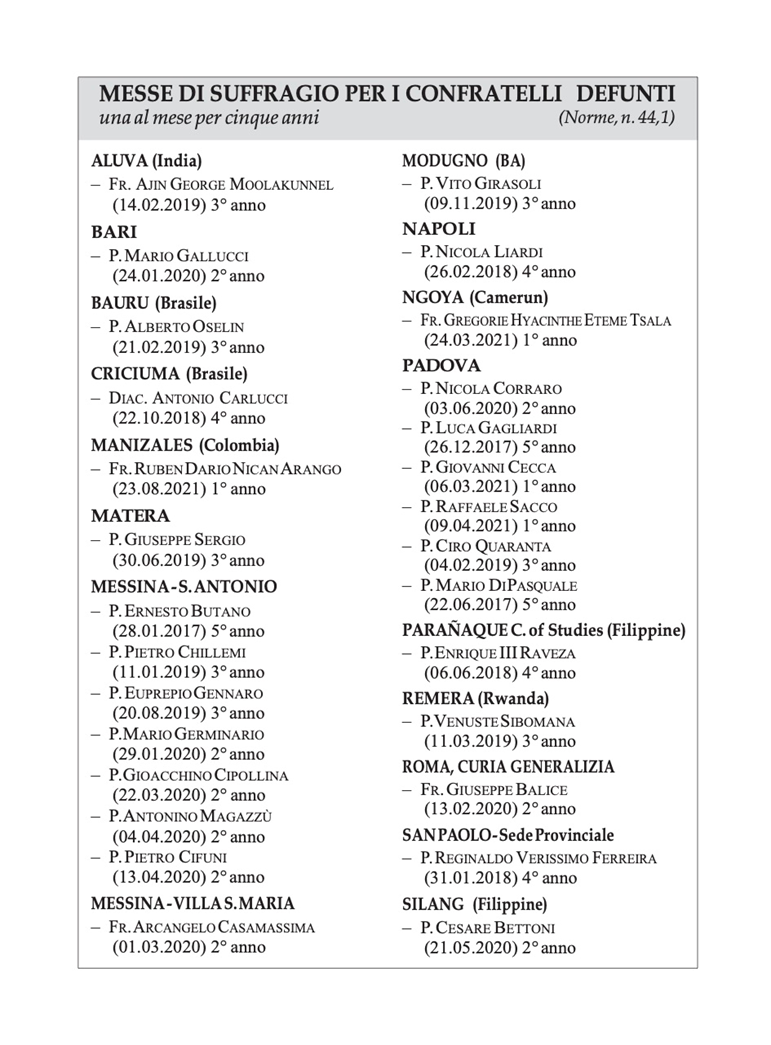 MESSE DI SUFFRAGIO PER I CONFRATELLI DEFUNTI
una al mese per cinque anni (Norme, n. 44,1)
ALUVA (India)
– FR. AJIN GEORGE MOOLAKUNNEL
(14.02.2019) 3° anno
BARI
– P. MARIO GALLUCCI
(24.01.2020) 2° anno
BAURU (Brasile)
– P. ALBERTO OSELIN
(21.02.2019) 3° anno
CRICIUMA (Brasile)
– DIAC. ANTONIO CARLUCCI
(22.10.2018) 4° anno
MANIZALES (Colombia)
– FR. RUBEN DARIO NICAN ARANGO
(23.08.2021) 1° anno
MATERA
– P. GIUSEPPE SERGIO
(30.06.2019) 3° anno
MESSINA - S. ANTONIO
– P. ERNESTO BUTANO
(28.01.2017) 5° anno
– P. PIETRO CHILLEMI
(11.01.2019) 3° anno
– P. EUPREPIO GENNARO
(20.08.2019) 3° anno
– P. MARIO GERMINARIO
(29.01.2020) 2° anno
– P. GIOACCHINO CIPOLLINA
(22.03.2020) 2° anno
– P. ANTONINO MAGAZZÙ
(04.04.2020) 2° anno
– P. PIETRO CIFUNI
(13.04.2020) 2° anno
MESSINA - VILLA S. MARIA
– FR. ARCANGELO CASAMASSIMA
(01.03.2020) 2° anno
MODUGNO (BA)
– P. VITO GIRASOLI
(09.11.2019) 3° anno
NAPOLI
– P. NICOLA LIARDI
(26.02.2018) 4° anno
NGOYA (Camerun)
– FR. GREGORIE HYACINTHE ETEME TSALA
(24.03.2021) 1° anno
PADOVA
– P. NICOLA CORRARO
(03.06.2020) 2° anno
– P. LUCA GAGLIARDI
(26.12.2017) 5° anno
– P. GIOVANNI CECCA
(06.03.2021) 1° anno
– P. RAFFAELE SACCO
(09.04.2021) 1° anno
– P. CIRO QUARANTA
(04.02.2019) 3° anno
– P. MARIO DIPASQUALE
(22.06.2017) 5° anno
PARAÑAQUE C. of Studies (Filippine)
– P. ENRIQUE III RAVEZA
(06.06.2018) 4° anno
REMERA (Rwanda)
– P. VENUSTE SIBOMANA
(11.03.2019) 3° anno
ROMA, CURIA GENERALIZIA
– FR. GIUSEPPE BALICE
(13.02.2020) 2° anno
SAN PAOLO - Sede Provinciale
– P. REGINALDO VERISSIMO FERREIRA
(31.01.2018) 4° anno
SILANG (Filippine)
– P. CESARE BETTONI
(21.05.2020) 2° anno